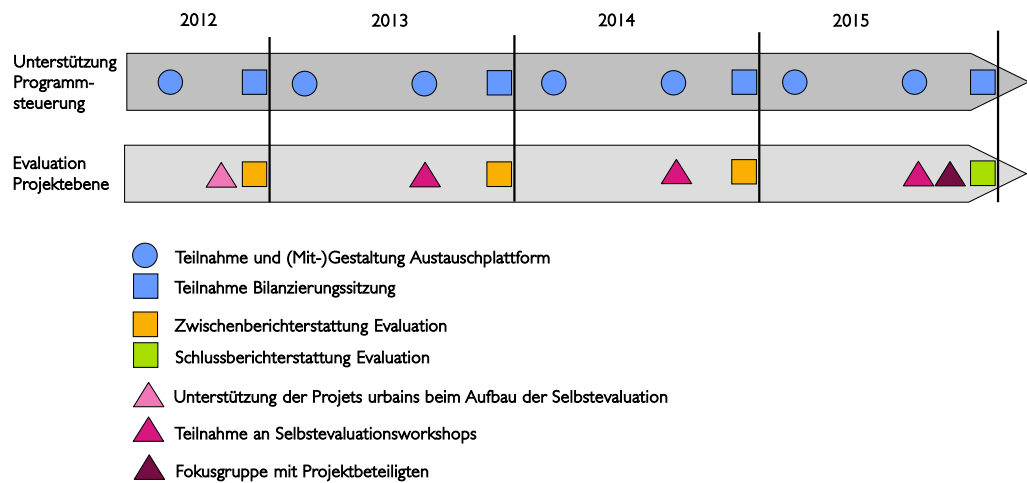 2012 2013 2014 2015
Unterstützung
Programm-
steuerung
Evaluation
Projektebene
Teilnahme und (Mit-)Gestaltung Austauschplattform
Teilnahme Bilanzierungssitzung
Zwischenberichterstattung Evaluation
Schlussberichterstattung Evaluation
Unterstützung der Projets urbains beim Aufbau der Selbstevaluation
Teilnahme an Selbstevaluationsworkshops
Fokusgruppe mit Projektbeteiligten